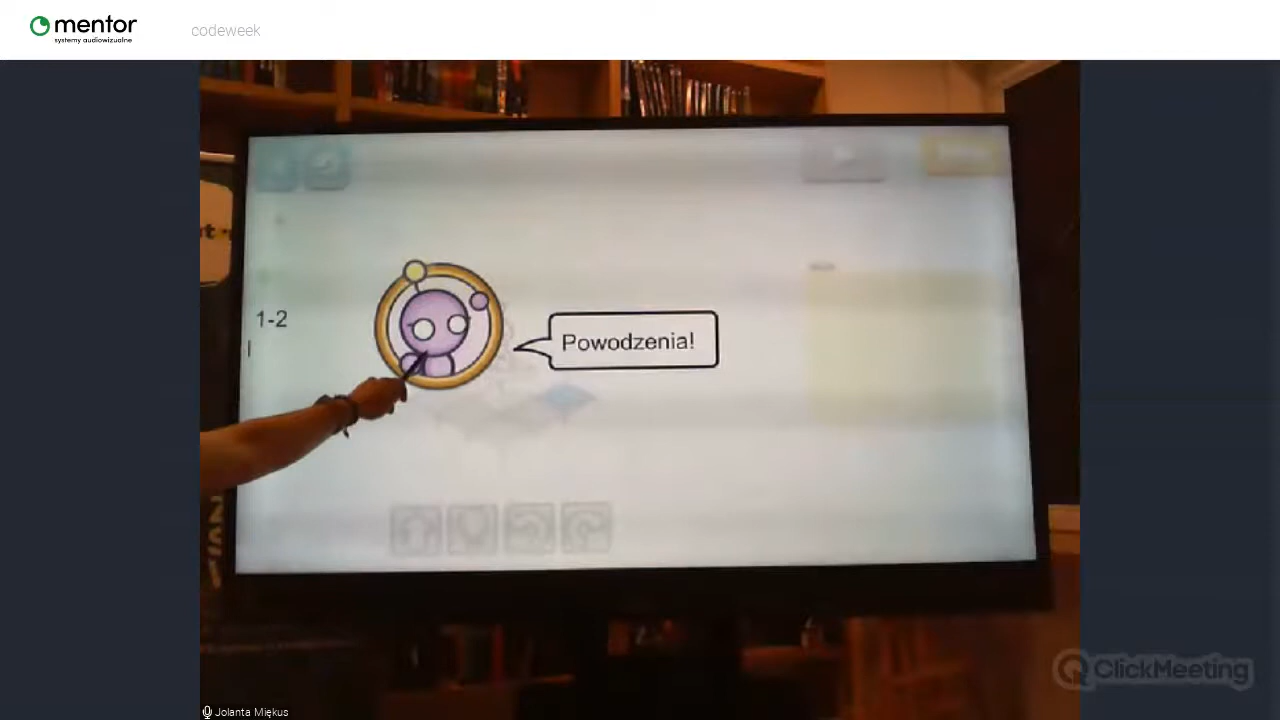 mentor
systemy audiowizualne
codeweek
1-2
Powodzenia!
ClickMeeting
Jolanta Miękus